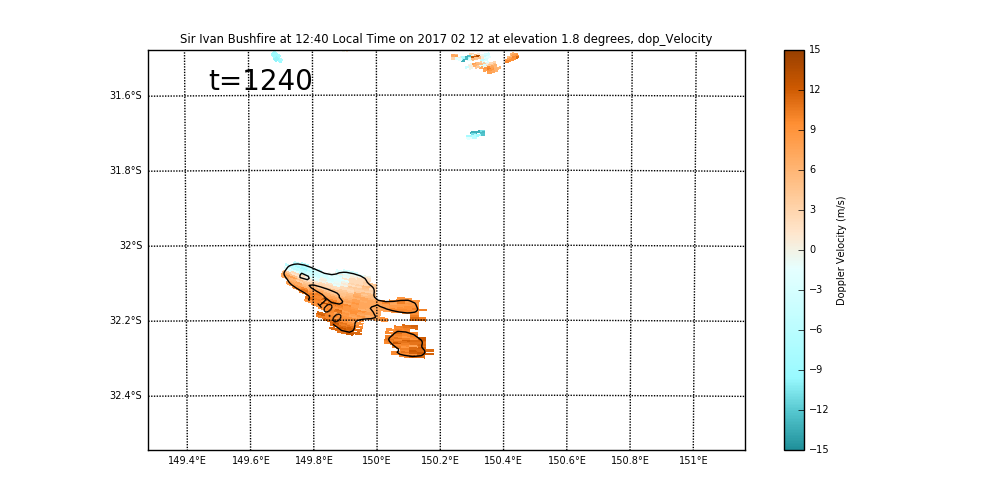 Sir Ivan Bushfire at 12:40 Local Time on 2017 02 12 at elevation 1.8 degrees, dop_Velocity
t=1240
31.6°S
31.8°S
32°S
32.2°S
32.4°S
149.4°E 149.6°E 149.8°E 150°E 150.2°E 150.4°E 150.6°E 150.8°E 151°E
15
12
9
6
3
0
−3
−6
−9
−12
−15
Doppler Velocity (m/s)